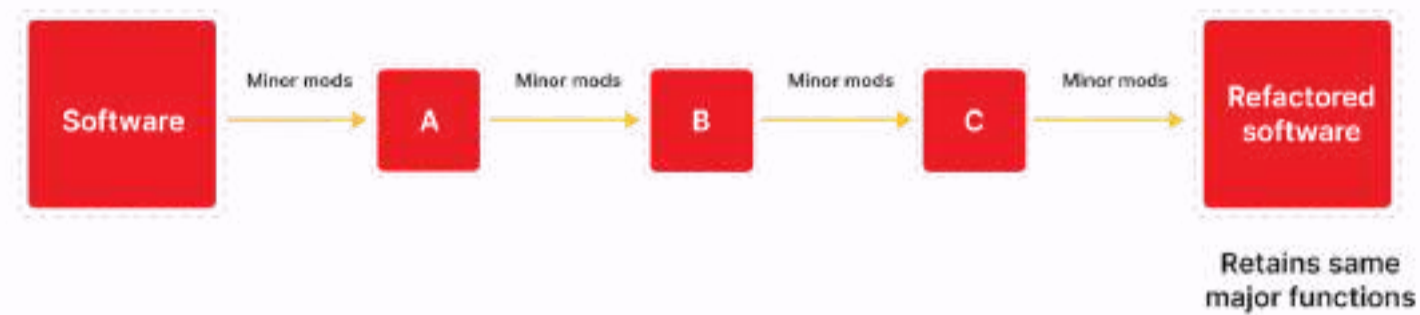 Software
Minor mods
A
Minor mods
B
Minor mods
C
Minor mods
Refactored
software
Retains same
major functions